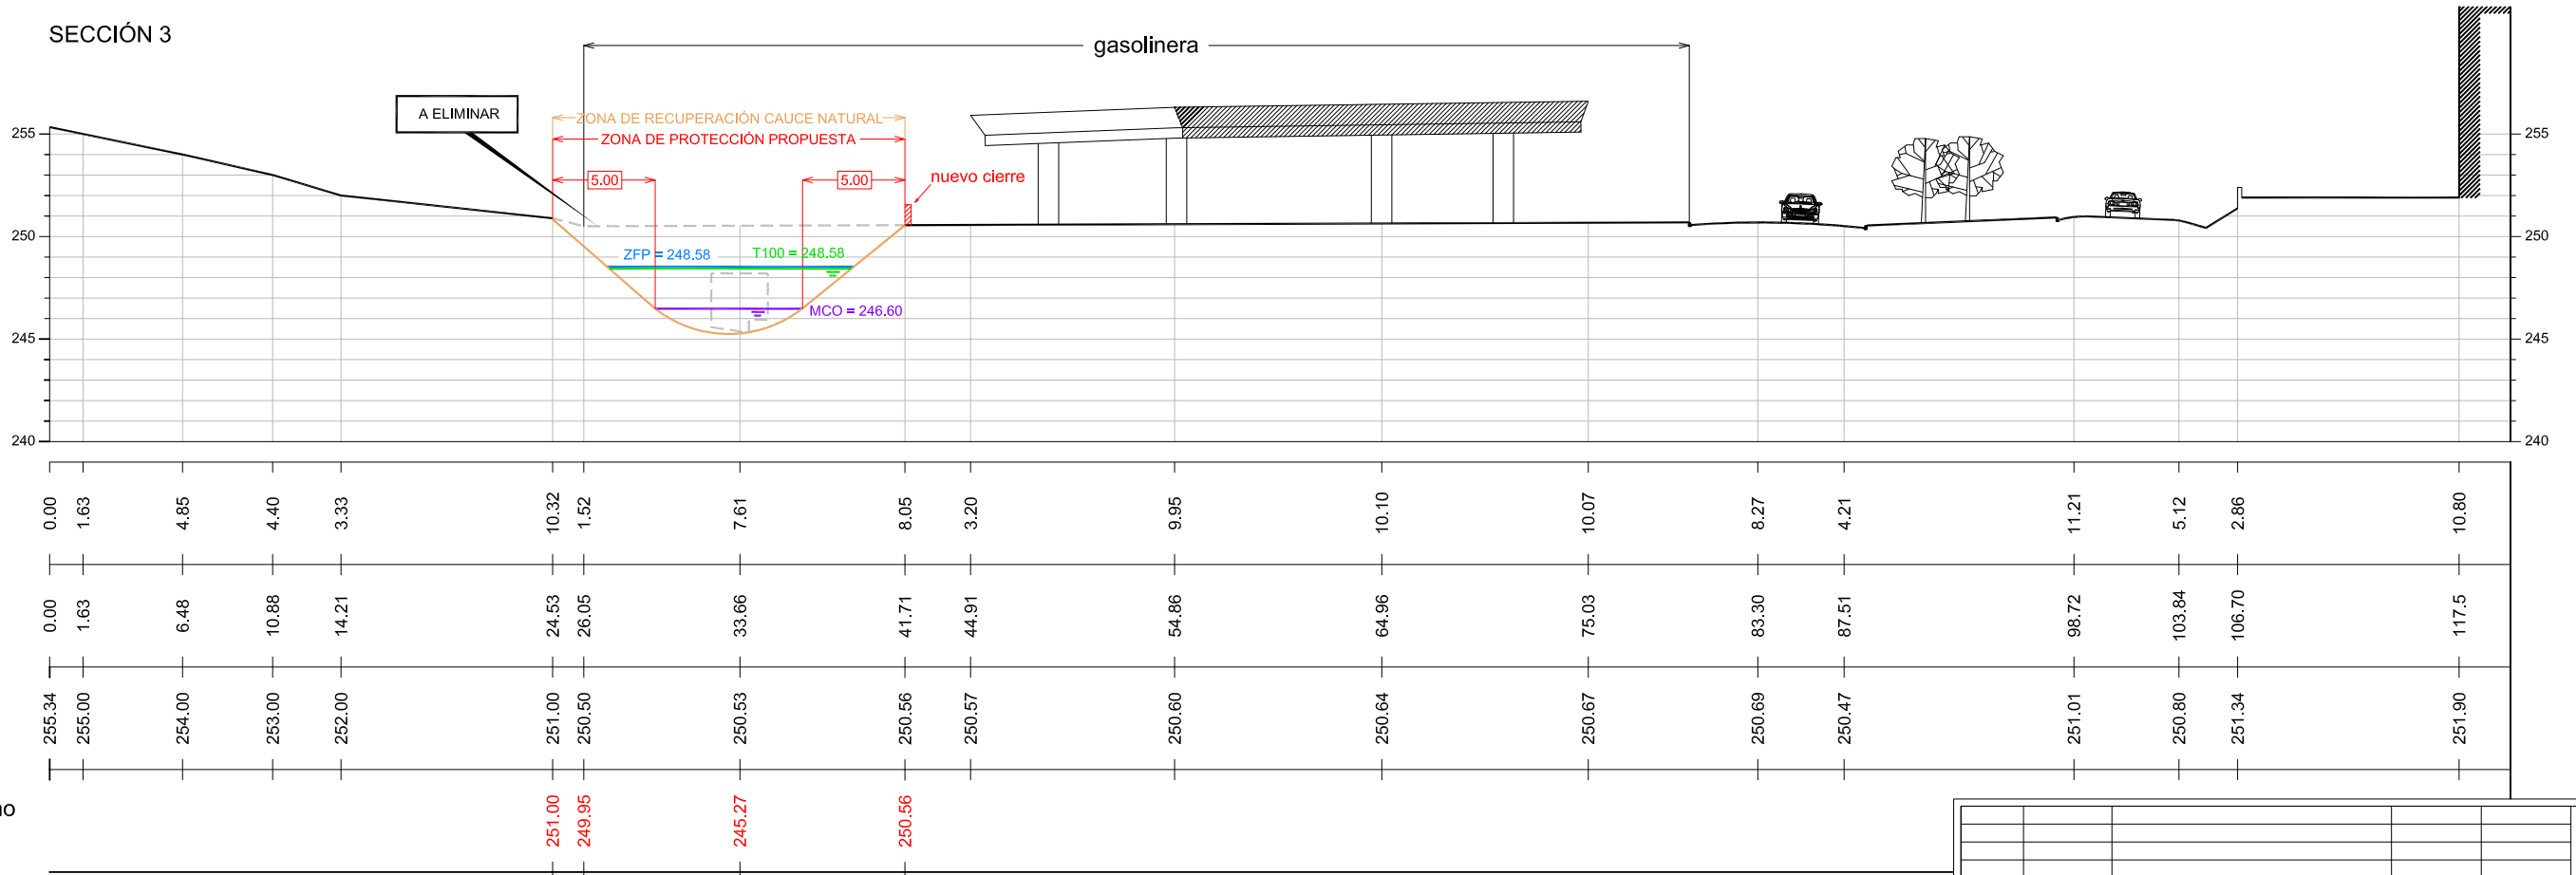 SECCIÓN 3
gasolinera
A ELIMINAR
ZONA DE RECUPERACIÓN CAUCE NATURAL
ZONA DE PROTECCIÓN PROPUESTA
5.00 5.00
nuevo cierre
ZFP = 248.58 T100 = 248.58
MCO = 246.60
255 255
250 250
245 245
240 240
0.00 1.63 4.85 4.40 3.33 10.32 1.52 7.61 8.05 3.20 9.95 10.10 10.07 8.27 4.21 11.21 5.12 2.86 10.80
0.00 1.63 6.48 10.88 14.21 24.53 26.05 33.66 41.71 44.91 54.86 64.96 75.03 83.30 87.51 98.72 103.84 106.70 117.5
255.34 255.00 254.00 253.00 252.00 251.00 250.50 250.53 250.56 250.57 250.60 250.64 250.67 250.69 250.47 251.01 250.80 251.34 251.90
251.00 249.95 245.27 250.56